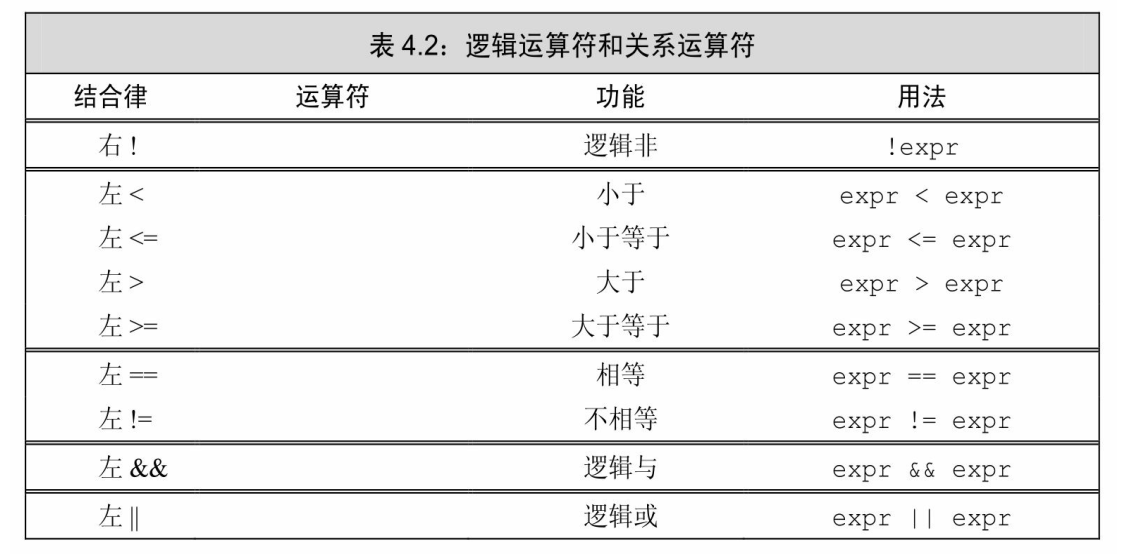 表 4.2：逻辑运算符和关系运算符
结合律 运算符 功能 用法
右 ! 逻辑非 !expr
左 < 小于 expr < expr
左 <= 小于等于 expr <= expr
左 > 大于 expr > expr
左 >= 大于等于 expr >= expr
左 == 相等 expr == expr
左 != 不相等 expr != expr
左 && 逻辑与 expr && expr
左 || 逻辑或 expr || expr